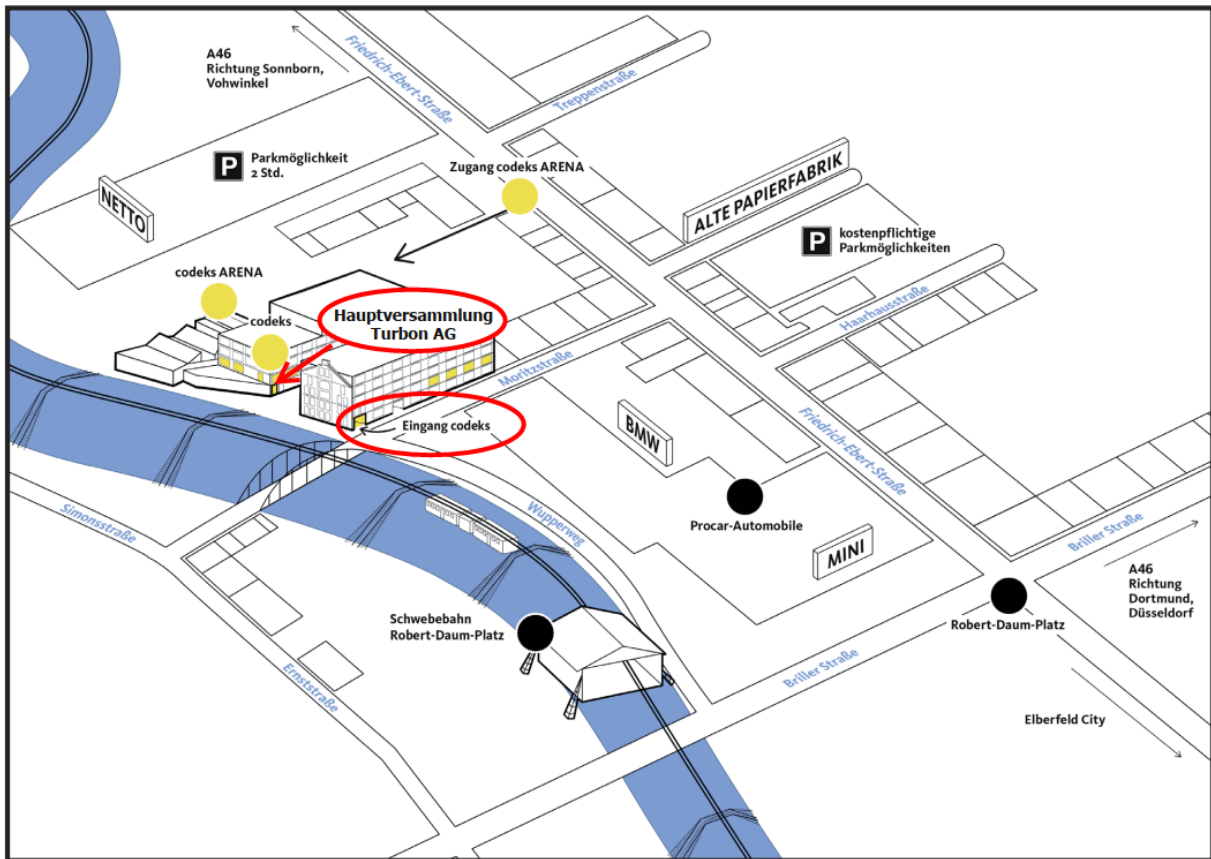 A46
Richtung Sonnborn,
Vohwinkel
Friedrich-Ebert-Straße
Treppenstraße
P
Parkmöglichkeit
2 Std.
Zugang codeks ARENA
ALTE PAPIERFABRIK
NETTO
P
kostenpflichtige
Parkmöglichkeiten
codeks ARENA
Haarhausstraße
codeks
Hauptversammlung
Turbon AG
Moritzstraße
Eingang codeks
BMW
Friedrich-Ebert-Straße
Simonsstraße
Wupperweg
Procar-Automobile
MINI
Briller Straße
A46
Richtung
Dortmund,
Düsseldorf
Schwebebahn
Robert-Daum-Platz
Robert-Daum-Platz
Ernststraße
Briller Straße
Elberfeld City